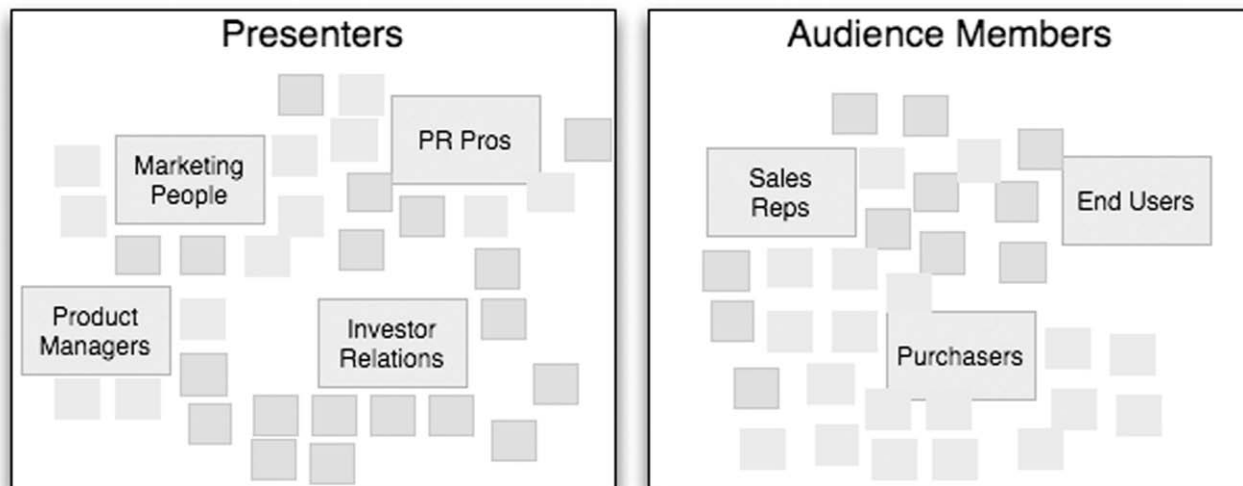 Presenters
PR Pros
Marketing
People
Product
Managers
Investor
Relations
Audience Members
Sales
Reps
End Users
Purchasers